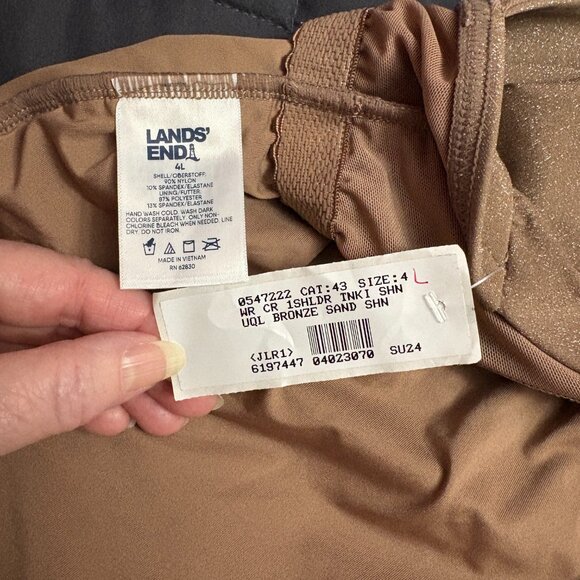 LANDS'
END
4L
SHELL/OBERSTOFF:
90% NYLON
10% SPANDEX/ELASTANE
LINING/FUTTER:
87% POLYESTER
13% SPANDEX/ELASTANE
HAND WASH COLD. WASH DARK
COLORS SEPARATELY. ONLY NON-
CHLORINE BLEACH WHEN NEEDED. LINE
DRY. DO NOT IRON.
MADE IN VIETNAM
RN 62830
0547222 CAT:43 SIZE:4 L
WR CR 1SHLDR TNKI SHN
UQL BRONZE SAND SHN
<JLR1>
6197447 04023070 SU24